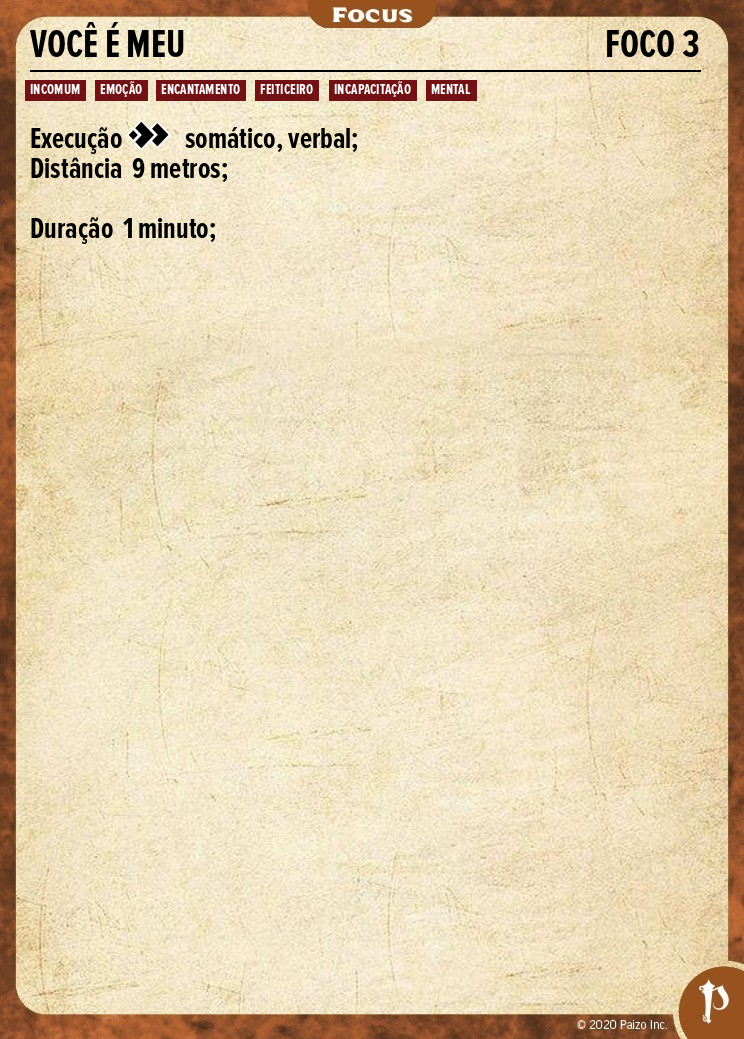 Focus
VOCÊ É MEU FOCO 3
INCOMUM EMOÇÃO ENCANTAMENTO FEITICEIRO INCAPACITAÇÃO MENTAL
Execução somático, verbal;
Distância 9 metros;
Duração 1 minuto;
© 2020 Paizo Inc.